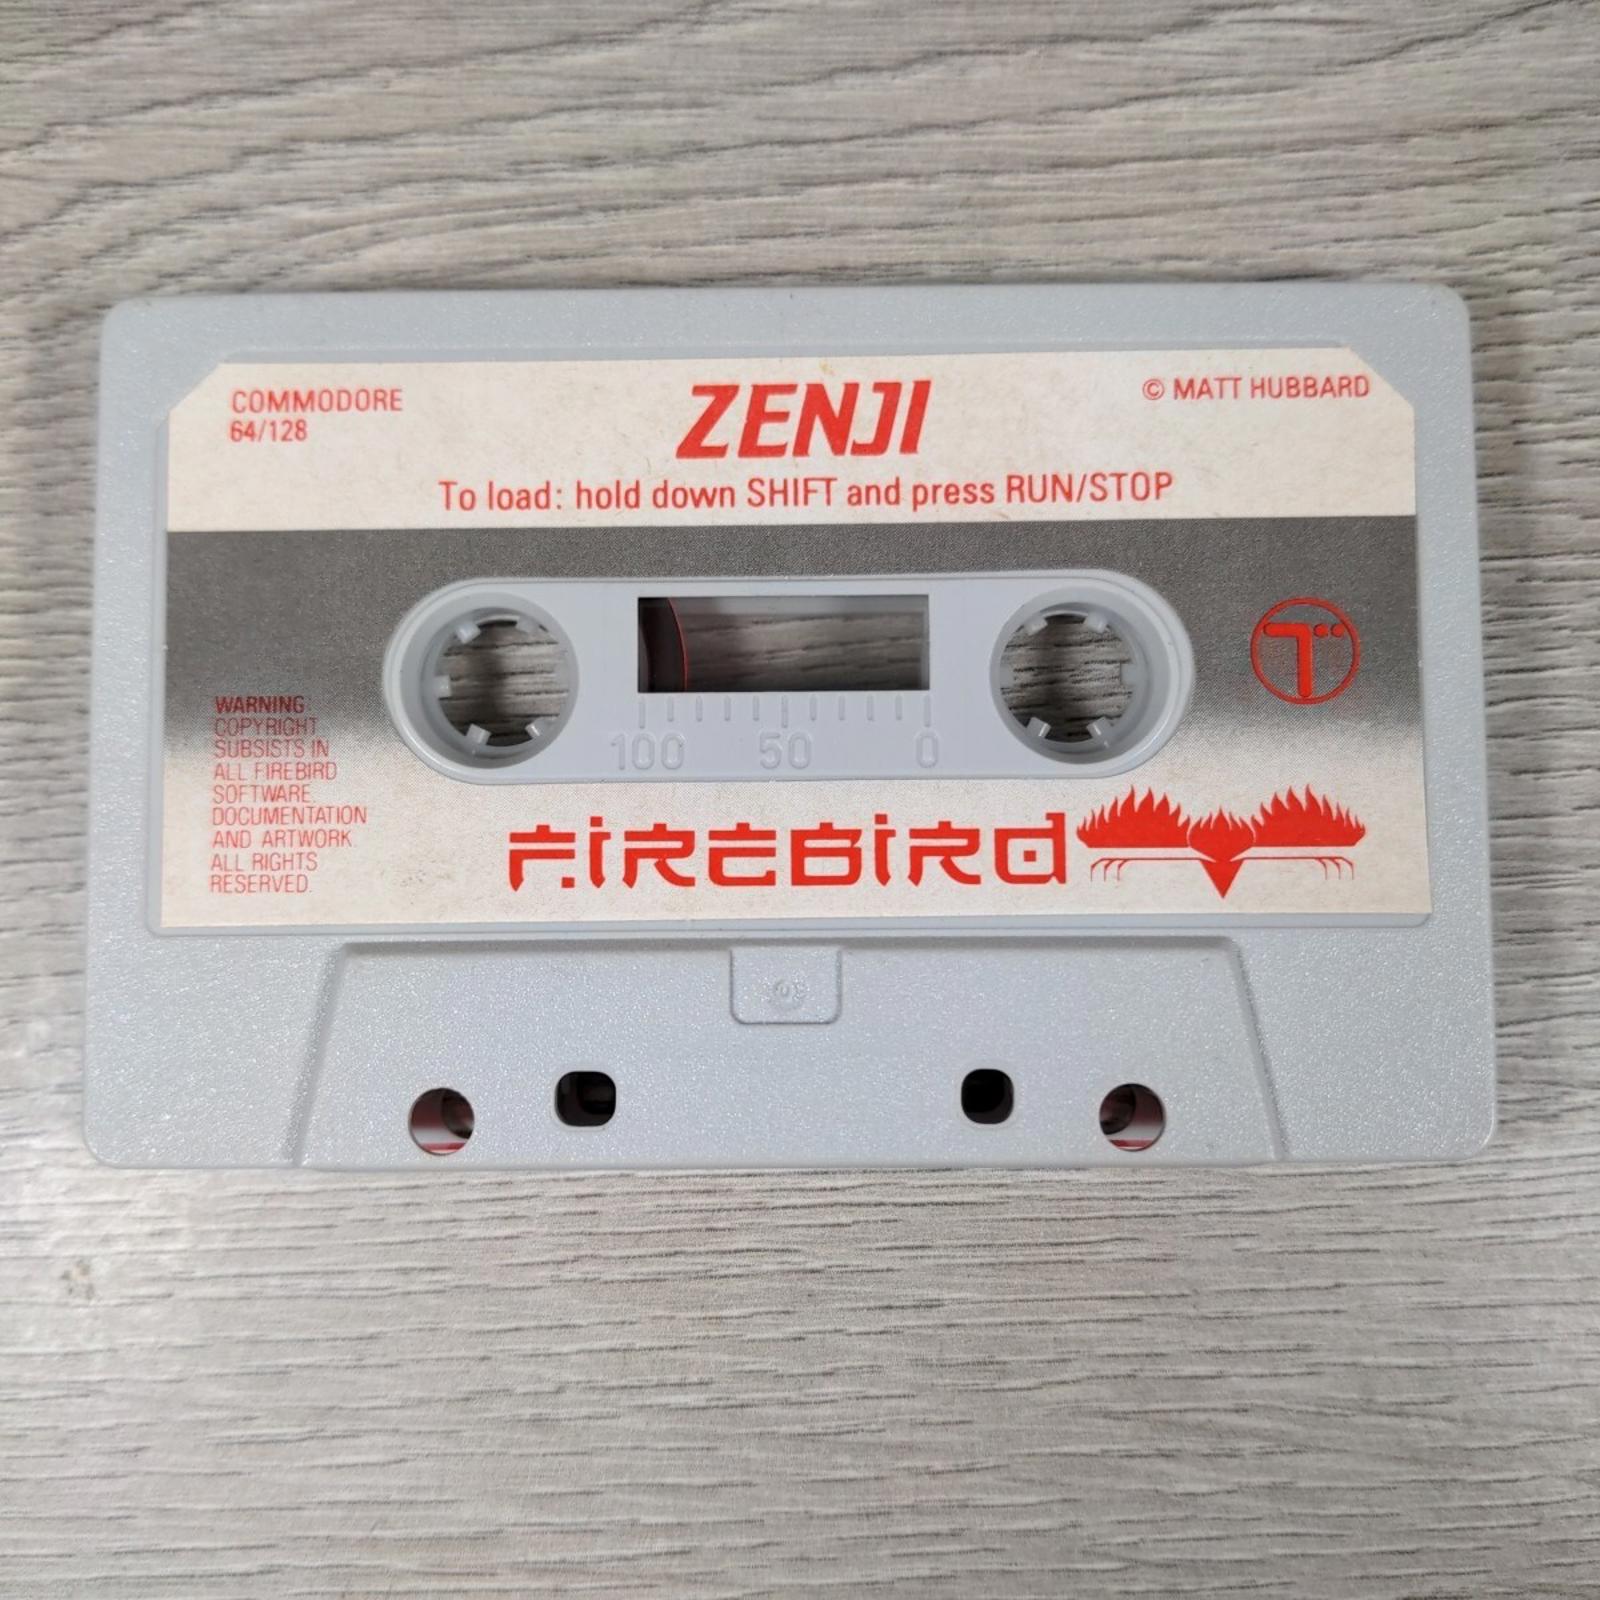 COMMODORE
64/128
ZENJI
© MATT HUBBARD
To load: hold down SHIFT and press RUN/STOP
WARNING.
COPYRIGHT
SUBSISTS IN
ALL FIREBIRD
SOFTWARE.
DOCUMENTATION
AND ARTWORK.
ALL RIGHTS
RESERVED.
T
100 50 0
FIREBIRD